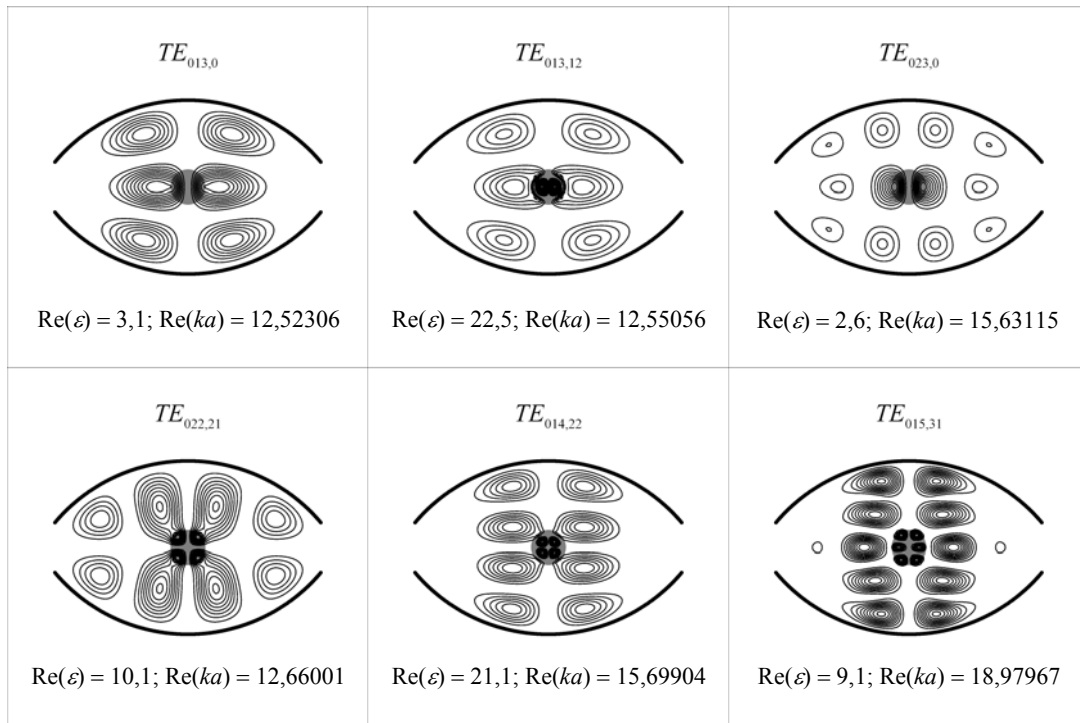 TE₀₁₃,₀ TE₀₁₃,₁₂ TE₀₂₃,₀
Re(ε) = 3,1; Re(ka) = 12,52306 Re(ε) = 22,5; Re(ka) = 12,55056 Re(ε) = 2,6; Re(ka) = 15,63115
TE₀₂₂,₂₁ TE₀₁₄,₂₂ TE₀₁₅,₃₁
Re(ε) = 10,1; Re(ka) = 12,66001 Re(ε) = 21,1; Re(ka) = 15,69904 Re(ε) = 9,1; Re(ka) = 18,97967